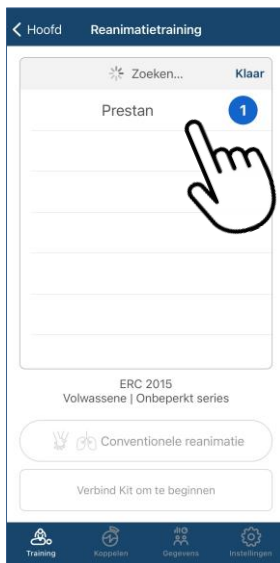 Hoofd Reanimatietraining
Zoeken... Klaar
Prestan 1
ERC 2015
Volwassene | Onbeperkt series
Conventionele reanimatie
Verbind Kit om te beginnen
Training Koppelen Gegevens Instellingen